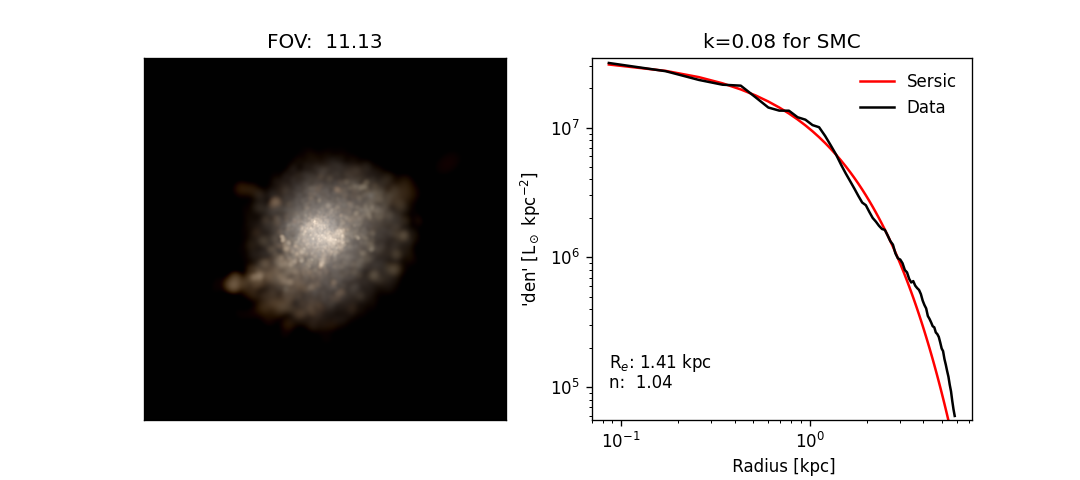 FOV:  11.13
k=0.08 for SMC
Sersic
Data
10⁷
10⁶
10⁵
'den' [L☉ kpc⁻²]
Rₑ: 1.41 kpc
n:  1.04
10⁻¹
10⁰
Radius [kpc]